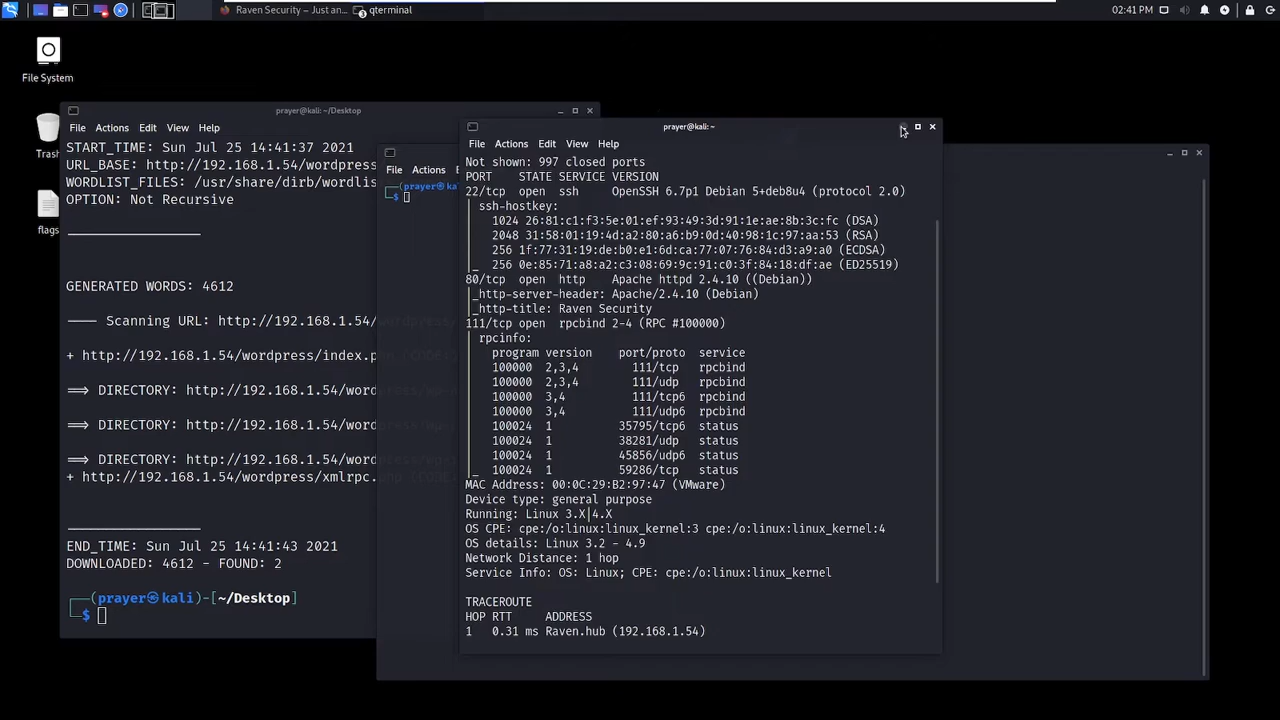 Raven Security – Just an...
qterminal
3
02:41 PM
File System
Trash
flags
prayer@kali: ~/Desktop
File Actions Edit View Help
START_TIME: Sun Jul 25 14:41:37 2021
URL_BASE: http://192.168.1.54/wordpress
WORDLIST_FILES: /usr/share/dirb/wordlis
OPTION: Not Recursive
GENERATED WORDS: 4612
---- Scanning URL: http://192.168.1.54/wordpress/
+ http://192.168.1.54/wordpress/index.php (CODE:
==> DIRECTORY: http://192.168.1.54/wordpress/wp-
==> DIRECTORY: http://192.168.1.54/wordpress/wp-
==> DIRECTORY: http://192.168.1.54/wordpress/wp-
+ http://192.168.1.54/wordpress/xmlrpc.php (CODE:
END_TIME: Sun Jul 25 14:41:43 2021
DOWNLOADED: 4612 - FOUND: 2
┌──(prayer㉿kali)-[~/Desktop]
└─$
File Actions
┌──(prayer㉿ka
└─$
prayer@kali: ~
File Actions Edit View Help
Not shown: 997 closed ports
PORT STATE SERVICE VERSION
22/tcp open ssh OpenSSH 6.7p1 Debian 5+deb8u4 (protocol 2.0)
| ssh-hostkey:
| 1024 26:81:c1:f3:5e:01:ef:93:49:3d:91:1e:ae:8b:3c:fc (DSA)
| 2048 31:58:01:19:4d:a2:80:a6:b9:0d:40:98:1c:97:aa:53 (RSA)
| 256 1f:77:31:19:de:b0:e1:6d:ca:77:07:76:84:d3:a9:a0 (ECDSA)
|_ 256 0e:85:71:a8:a2:c3:08:69:9c:91:c0:3f:84:18:df:ae (ED25519)
80/tcp open http Apache httpd 2.4.10 ((Debian))
|_http-server-header: Apache/2.4.10 (Debian)
|_http-title: Raven Security
111/tcp open rpcbind 2-4 (RPC #100000)
| rpcinfo:
| program version port/proto service
| 100000 2,3,4 111/tcp rpcbind
| 100000 2,3,4 111/udp rpcbind
| 100000 3,4 111/tcp6 rpcbind
| 100000 3,4 111/udp6 rpcbind
| 100024 1 35795/tcp6 status
| 100024 1 38281/udp status
| 100024 1 45856/udp6 status
|_ 100024 1 59286/tcp status
MAC Address: 00:0C:29:B2:97:47 (VMware)
Device type: general purpose
Running: Linux 3.X|4.X
OS CPE: cpe:/o:linux:linux_kernel:3 cpe:/o:linux:linux_kernel:4
OS details: Linux 3.2 - 4.9
Network Distance: 1 hop
Service Info: OS: Linux; CPE: cpe:/o:linux:linux_kernel
TRACEROUTE
HOP RTT ADDRESS
1 0.31 ms Raven.hub (192.168.1.54)